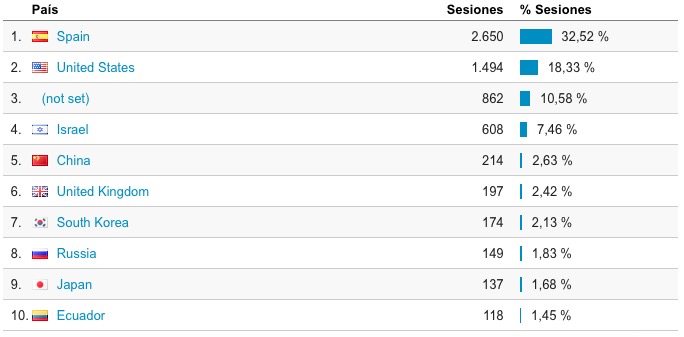 País Sesiones % Sesiones
1. Spain 2.650 32,52 %
2. United States 1.494 18,33 %
3. (not set) 862 10,58 %
4. Israel 608 7,46 %
5. China 214 2,63 %
6. United Kingdom 197 2,42 %
7. South Korea 174 2,13 %
8. Russia 149 1,83 %
9. Japan 137 1,68 %
10. Ecuador 118 1,45 %